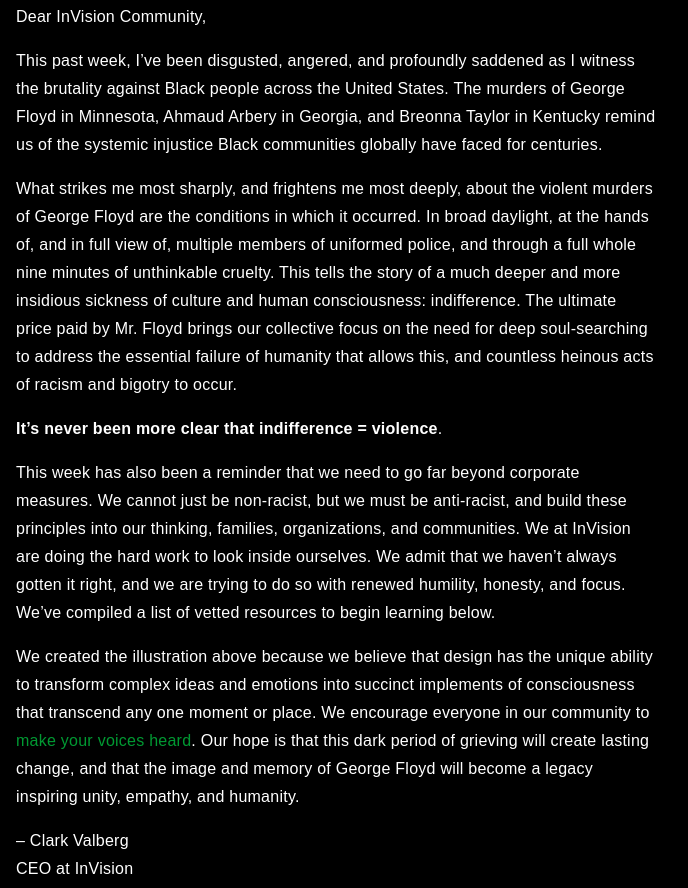 Dear InVision Community,
This past week, I’ve been disgusted, angered, and profoundly saddened as I witness
the brutality against Black people across the United States. The murders of George
Floyd in Minnesota, Ahmaud Arbery in Georgia, and Breonna Taylor in Kentucky remind
us of the systemic injustice Black communities globally have faced for centuries.
What strikes me most sharply, and frightens me most deeply, about the violent murders
of George Floyd are the conditions in which it occurred. In broad daylight, at the hands
of, and in full view of, multiple members of uniformed police, and through a full whole
nine minutes of unthinkable cruelty. This tells the story of a much deeper and more
insidious sickness of culture and human consciousness: indifference. The ultimate
price paid by Mr. Floyd brings our collective focus on the need for deep soul-searching
to address the essential failure of humanity that allows this, and countless heinous acts
of racism and bigotry to occur.
It’s never been more clear that indifference = violence.
This week has also been a reminder that we need to go far beyond corporate
measures. We cannot just be non-racist, but we must be anti-racist, and build these
principles into our thinking, families, organizations, and communities. We at InVision
are doing the hard work to look inside ourselves. We admit that we haven’t always
gotten it right, and we are trying to do so with renewed humility, honesty, and focus.
We’ve compiled a list of vetted resources to begin learning below.
We created the illustration above because we believe that design has the unique ability
to transform complex ideas and emotions into succinct implements of consciousness
that transcend any one moment or place. We encourage everyone in our community to
make your voices heard. Our hope is that this dark period of grieving will create lasting
change, and that the image and memory of George Floyd will become a legacy
inspiring unity, empathy, and humanity.
– Clark Valberg
CEO at InVision